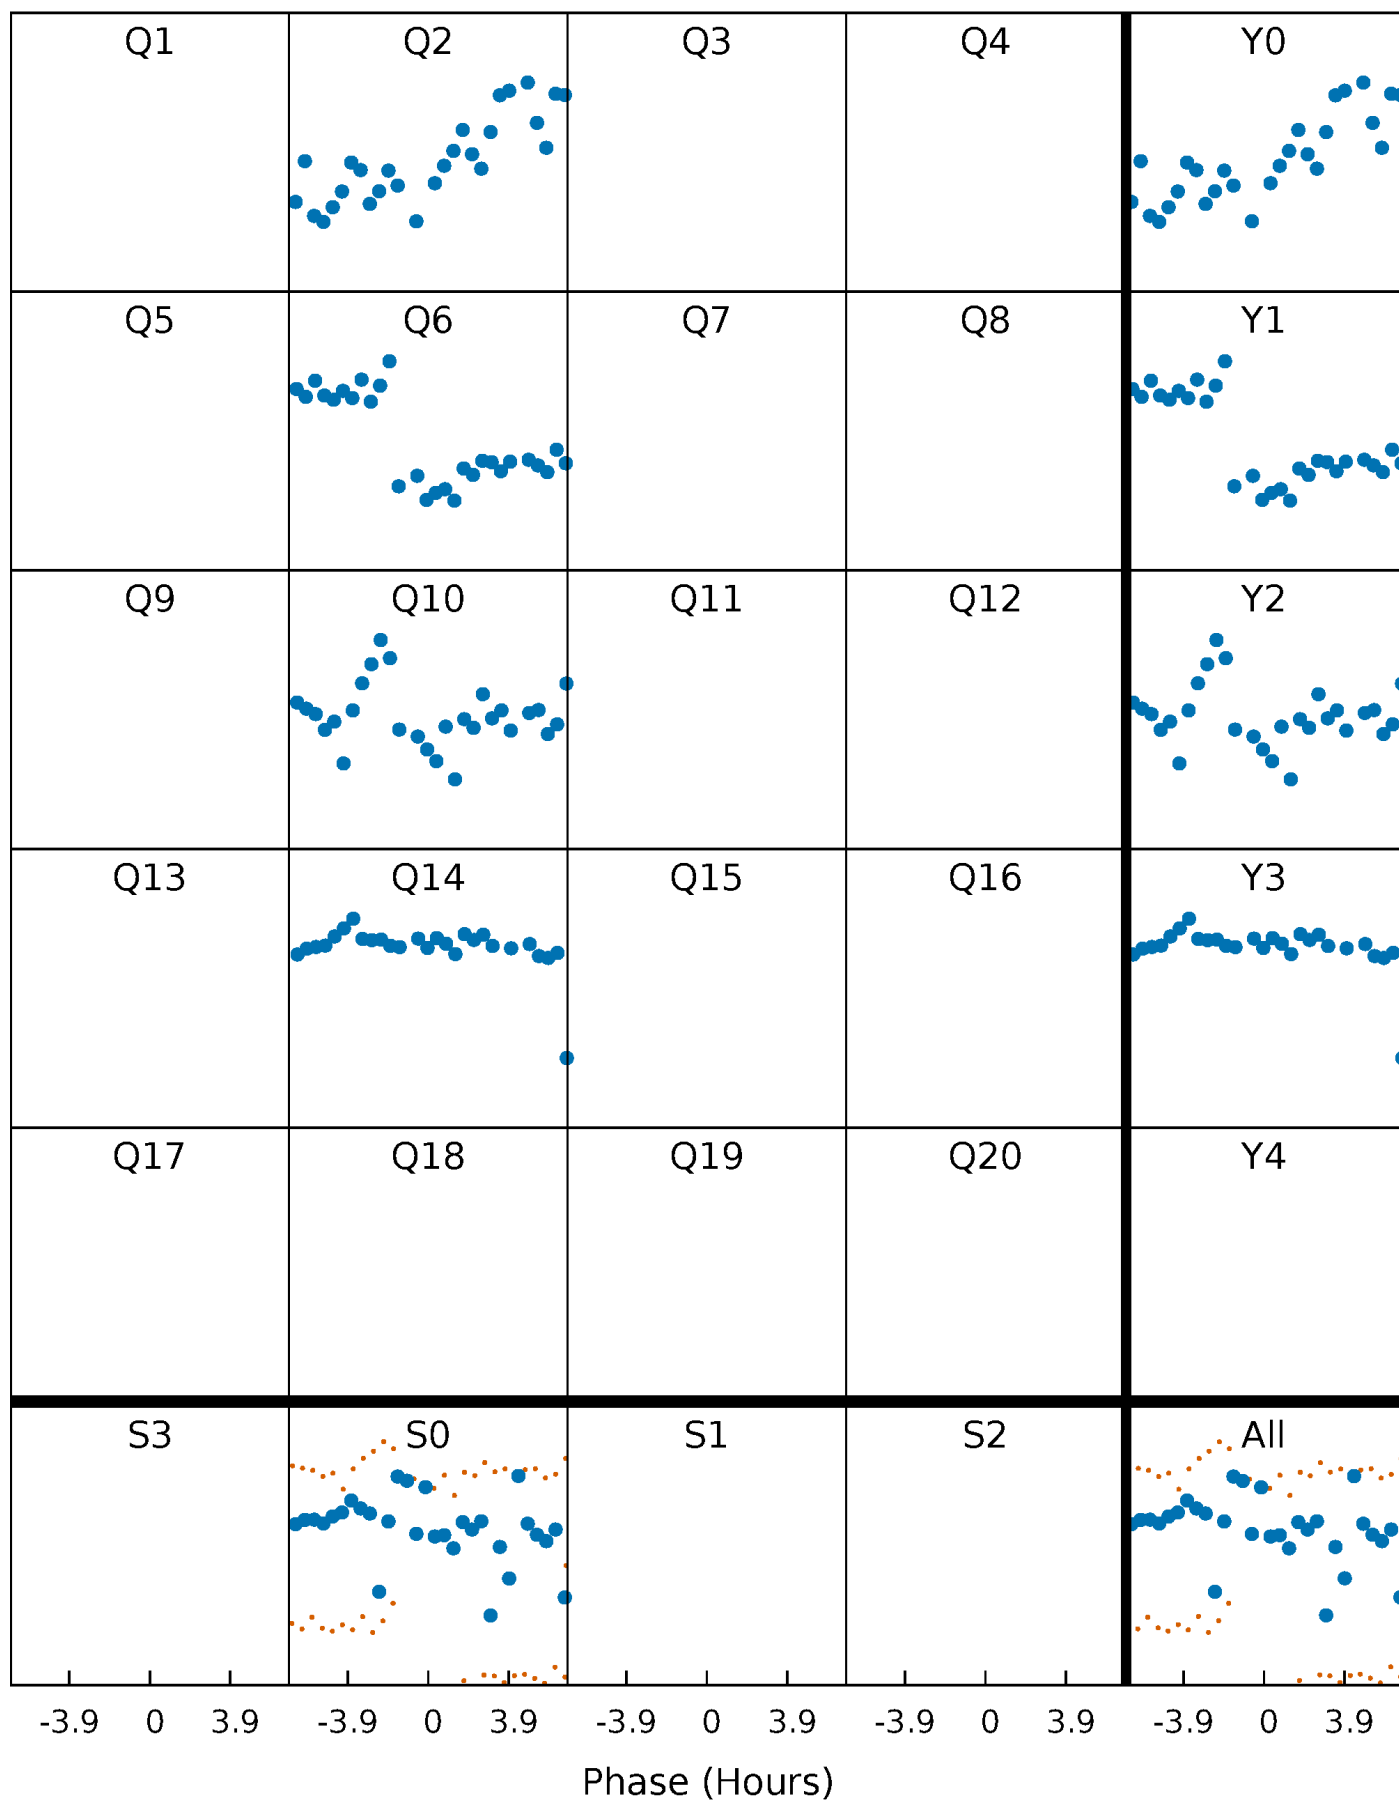 Q1 Q2 Q3 Q4 Y0
Q5 Q6 Q7 Q8 Y1
Q9 Q10 Q11 Q12 Y2
Q13 Q14 Q15 Q16 Y3
Q17 Q18 Q19 Q20 Y4
S3 S0 S1 S2 All
-3.9 0 3.9 -3.9 0 3.9 -3.9 0 3.9 -3.9 0 3.9 -3.9 0 3.9
Phase (Hours)